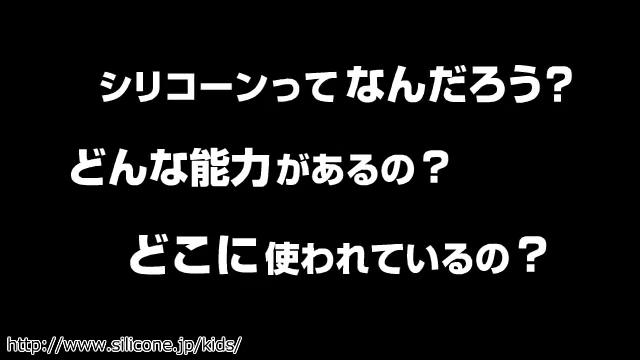 シリコーンって なんだろう?
どんな能力があるの?
どこに 使われているの?
http://www.silicone.jp/kids/